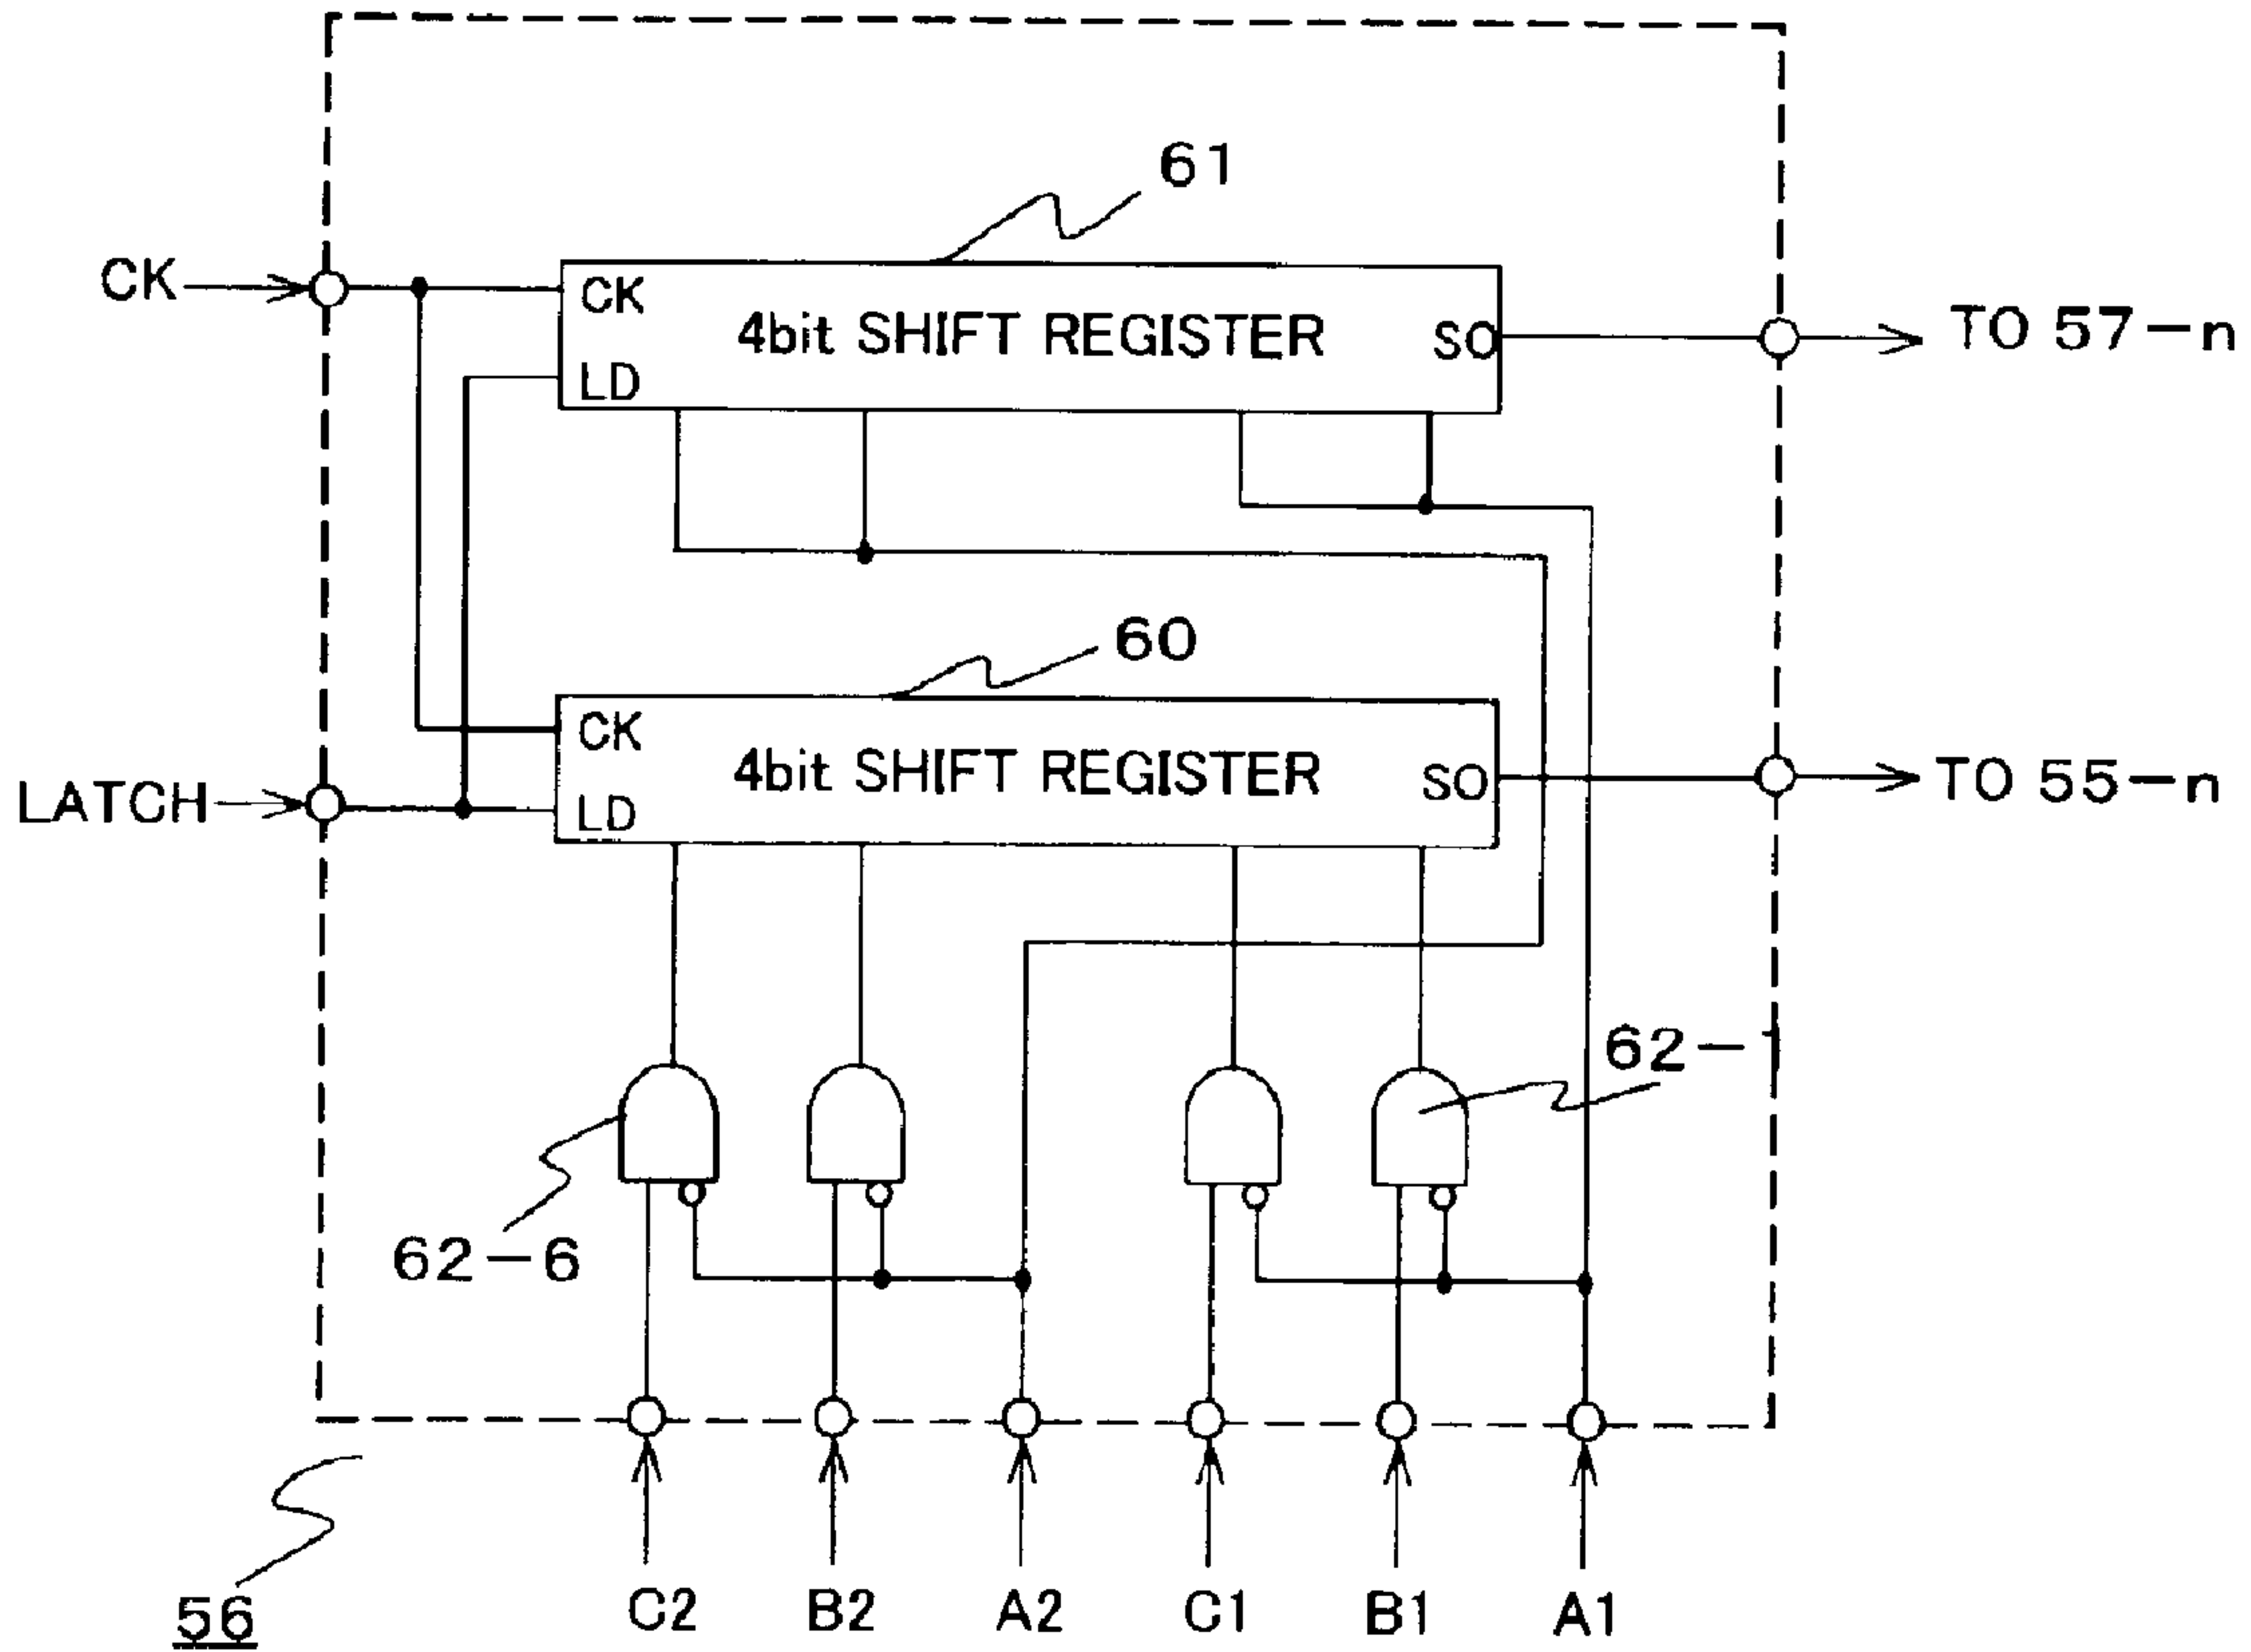 61
CK
CK
4bit SHIFT REGISTER
SO
TO 57-n
LD
60
CK
4bit SHIFT REGISTER
SO
TO 55-n
LATCH
LD
62-1
62-6
C2
B2
A2
C1
B1
A1
56